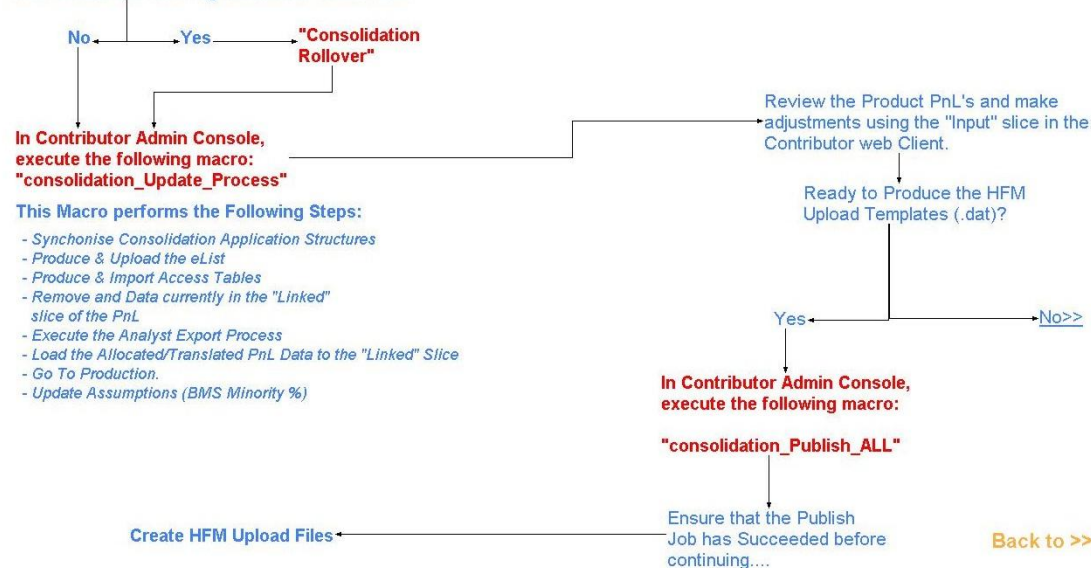 No
Yes
"Consolidation
Rollover"
In Contributor Admin Console,
execute the following macro:
"consolidation_Update_Process"
This Macro performs the Following Steps:
- Synchonise Consolidation Application Structures
- Produce & Upload the eList
- Produce & Import Access Tables
- Remove and Data currently in the "Linked"
slice of the PnL
- Execute the Analyst Export Process
- Load the Allocated/Translated PnL Data to the "Linked" Slice
- Go To Production.
- Update Assumptions (BMS Minority %)
Review the Product PnL's and make
adjustments using the "Input" slice in the
Contributor web Client.
Ready to Produce the HFM
Upload Templates (.dat)?
Yes
No>>
In Contributor Admin Console,
execute the following macro:
"consolidation_Publish_ALL"
Ensure that the Publish
Job has Succeeded before
continuing....
Create HFM Upload Files
Back to >>